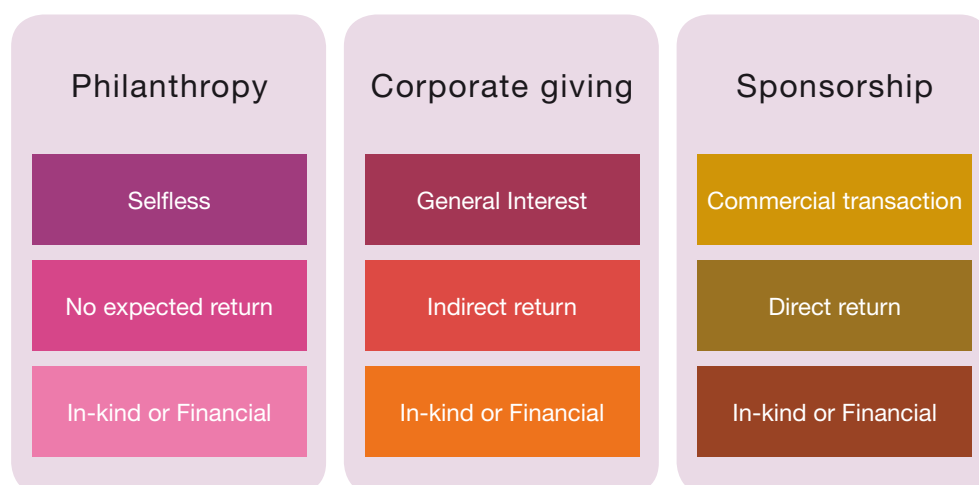 Philanthropy
Selfless
No expected return
In-kind or Financial
Corporate giving
General Interest
Indirect return
In-kind or Financial
Sponsorship
Commercial transaction
Direct return
In-kind or Financial